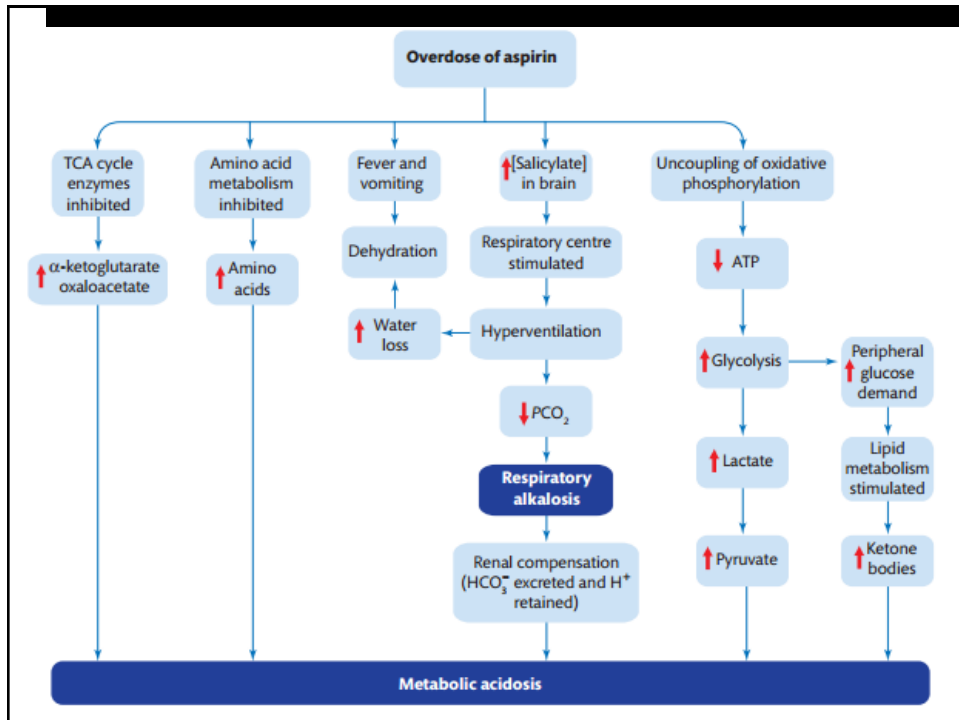 Overdose of aspirin
TCA cycle
enzymes
inhibited
Amino acid
metabolism
inhibited
Fever and
vomiting
[Salicylate]
in brain
Uncoupling of oxidative
phosphorylation
α-ketoglutarate
oxaloacetate
Amino
acids
Dehydration
Respiratory centre
stimulated
ATP
Water
loss
Hyperventilation
Glycolysis
Peripheral
glucose
demand
PCO₂
Lactate
Lipid
metabolism
stimulated
Respiratory
alkalosis
Renal compensation
(HCO₃⁻ excreted and H⁺
retained)
Pyruvate
Ketone
bodies
Metabolic acidosis